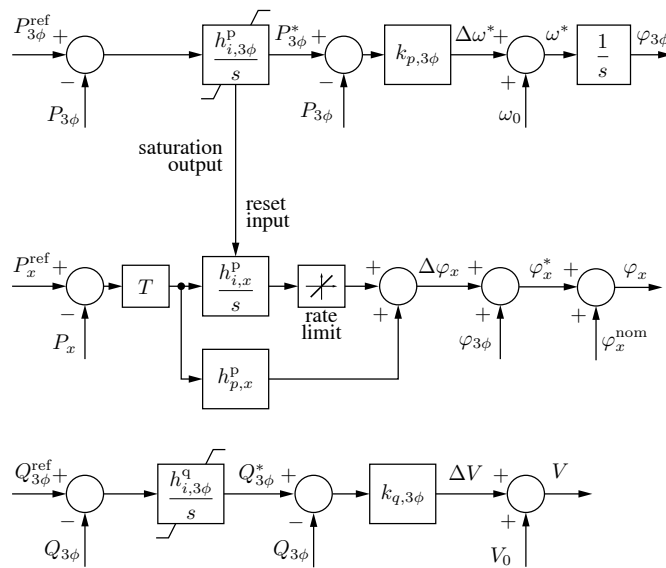 P_{3ϕ}^{ref} + − P_{3ϕ}
h_{i,3ϕ}^{p} / s
P_{3ϕ}^{*} + − P_{3ϕ}
k_{p,3ϕ}
Δω^{*} + + ω_0
ω^{*}
1 / s
φ_{3ϕ}
saturation
output
reset
input
P_x^{ref} + − P_x
T
h_{i,x}^{p} / s
rate
limit
h_{p,x}^{p}
+ +
Δφ_x + + φ_{3ϕ}
φ_x^{*} + + φ_x^{nom}
φ_x
Q_{3ϕ}^{ref} + − Q_{3ϕ}
h_{i,3ϕ}^{q} / s
Q_{3ϕ}^{*} + − Q_{3ϕ}
k_{q,3ϕ}
ΔV + + V_0
V